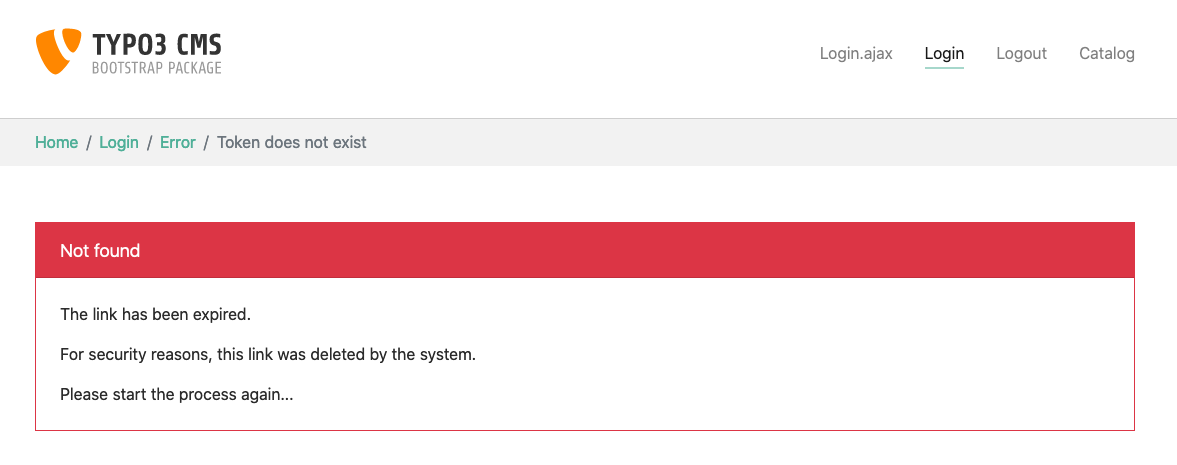 TYPO3 CMS
BOOTSTRAP PACKAGE
Login.ajax Login Logout Catalog
Home / Login / Error / Token does not exist
Not found
The link has been expired.
For security reasons, this link was deleted by the system.
Please start the process again...